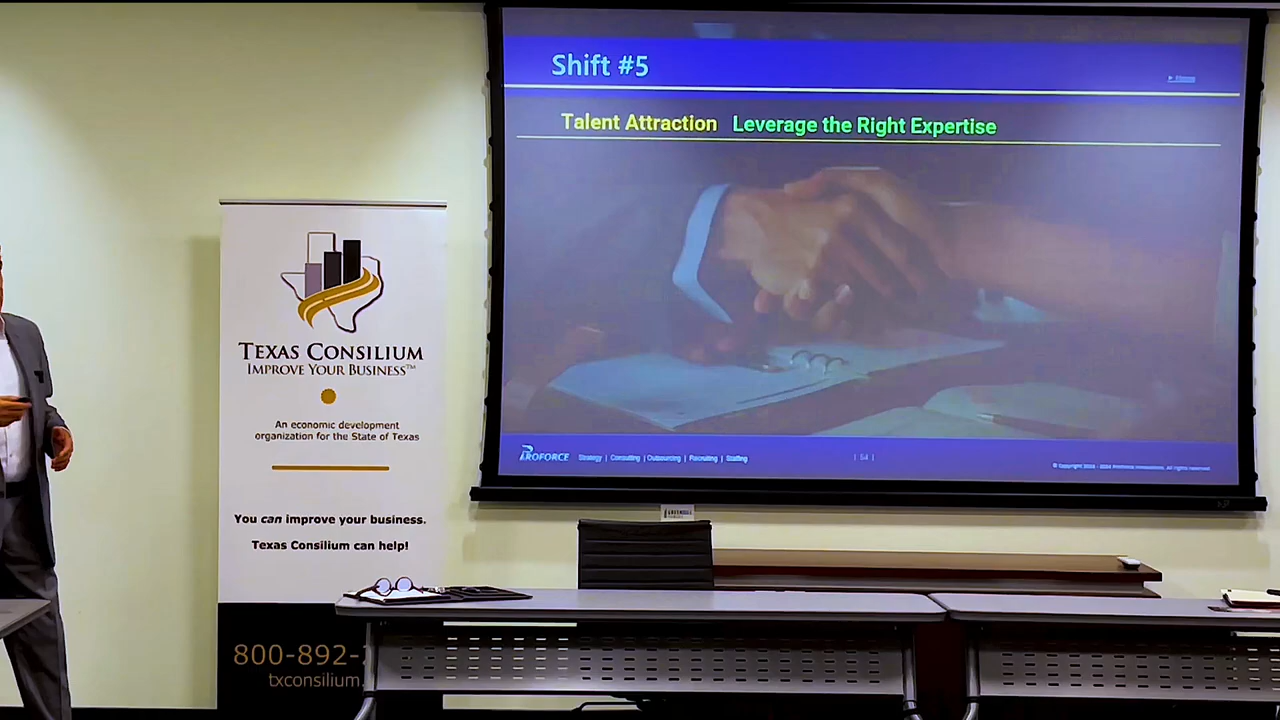 Shift #5
► Home
Talent Attraction Leverage the Right Expertise
PROFORCE
Strategy | Consulting | Outsourcing | Recruiting | Staffing
| 54 |
TEXAS CONSILIUM
IMPROVE YOUR BUSINESS™
An economic development
organization for the State of Texas
You can improve your business.
Texas Consilium can help!
800-892-
txconsilium.